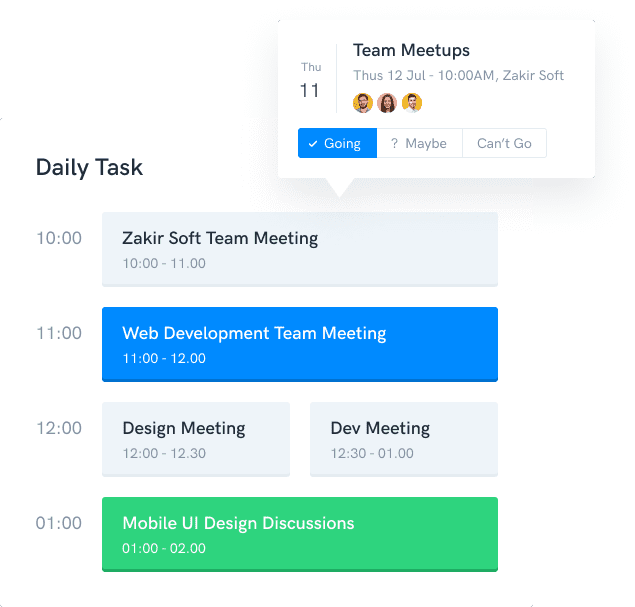 Team Meetups
Thu
Thus 12 Jul - 10:00AM, Zakir Soft
11
Going
? Maybe
Can't Go
Daily Task
10:00
Zakir Soft Team Meeting
10:00 - 11.00
11:00
Web Development Team Meeting
11:00 - 12.00
12:00
Design Meeting
12:00 - 12.30
Dev Meeting
12:30 - 01.00
01:00
Mobile UI Design Discussions
01:00 - 02.00